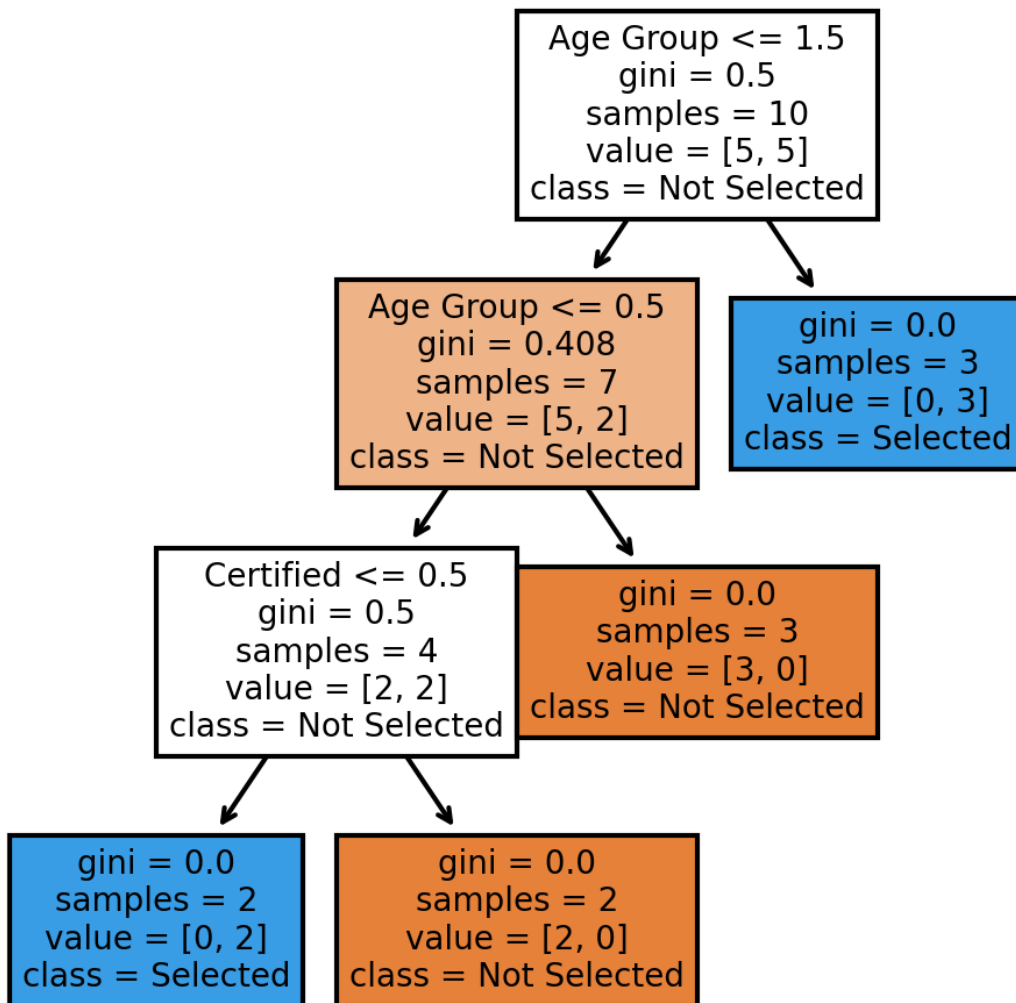 Age Group <= 1.5
gini = 0.5
samples = 10
value = [5, 5]
class = Not Selected
Age Group <= 0.5
gini = 0.408
samples = 7
value = [5, 2]
class = Not Selected
gini = 0.0
samples = 3
value = [0, 3]
class = Selected
Certified <= 0.5
gini = 0.5
samples = 4
value = [2, 2]
class = Not Selected
gini = 0.0
samples = 3
value = [3, 0]
class = Not Selected
gini = 0.0
samples = 2
value = [0, 2]
class = Selected
gini = 0.0
samples = 2
value = [2, 0]
class = Not Selected